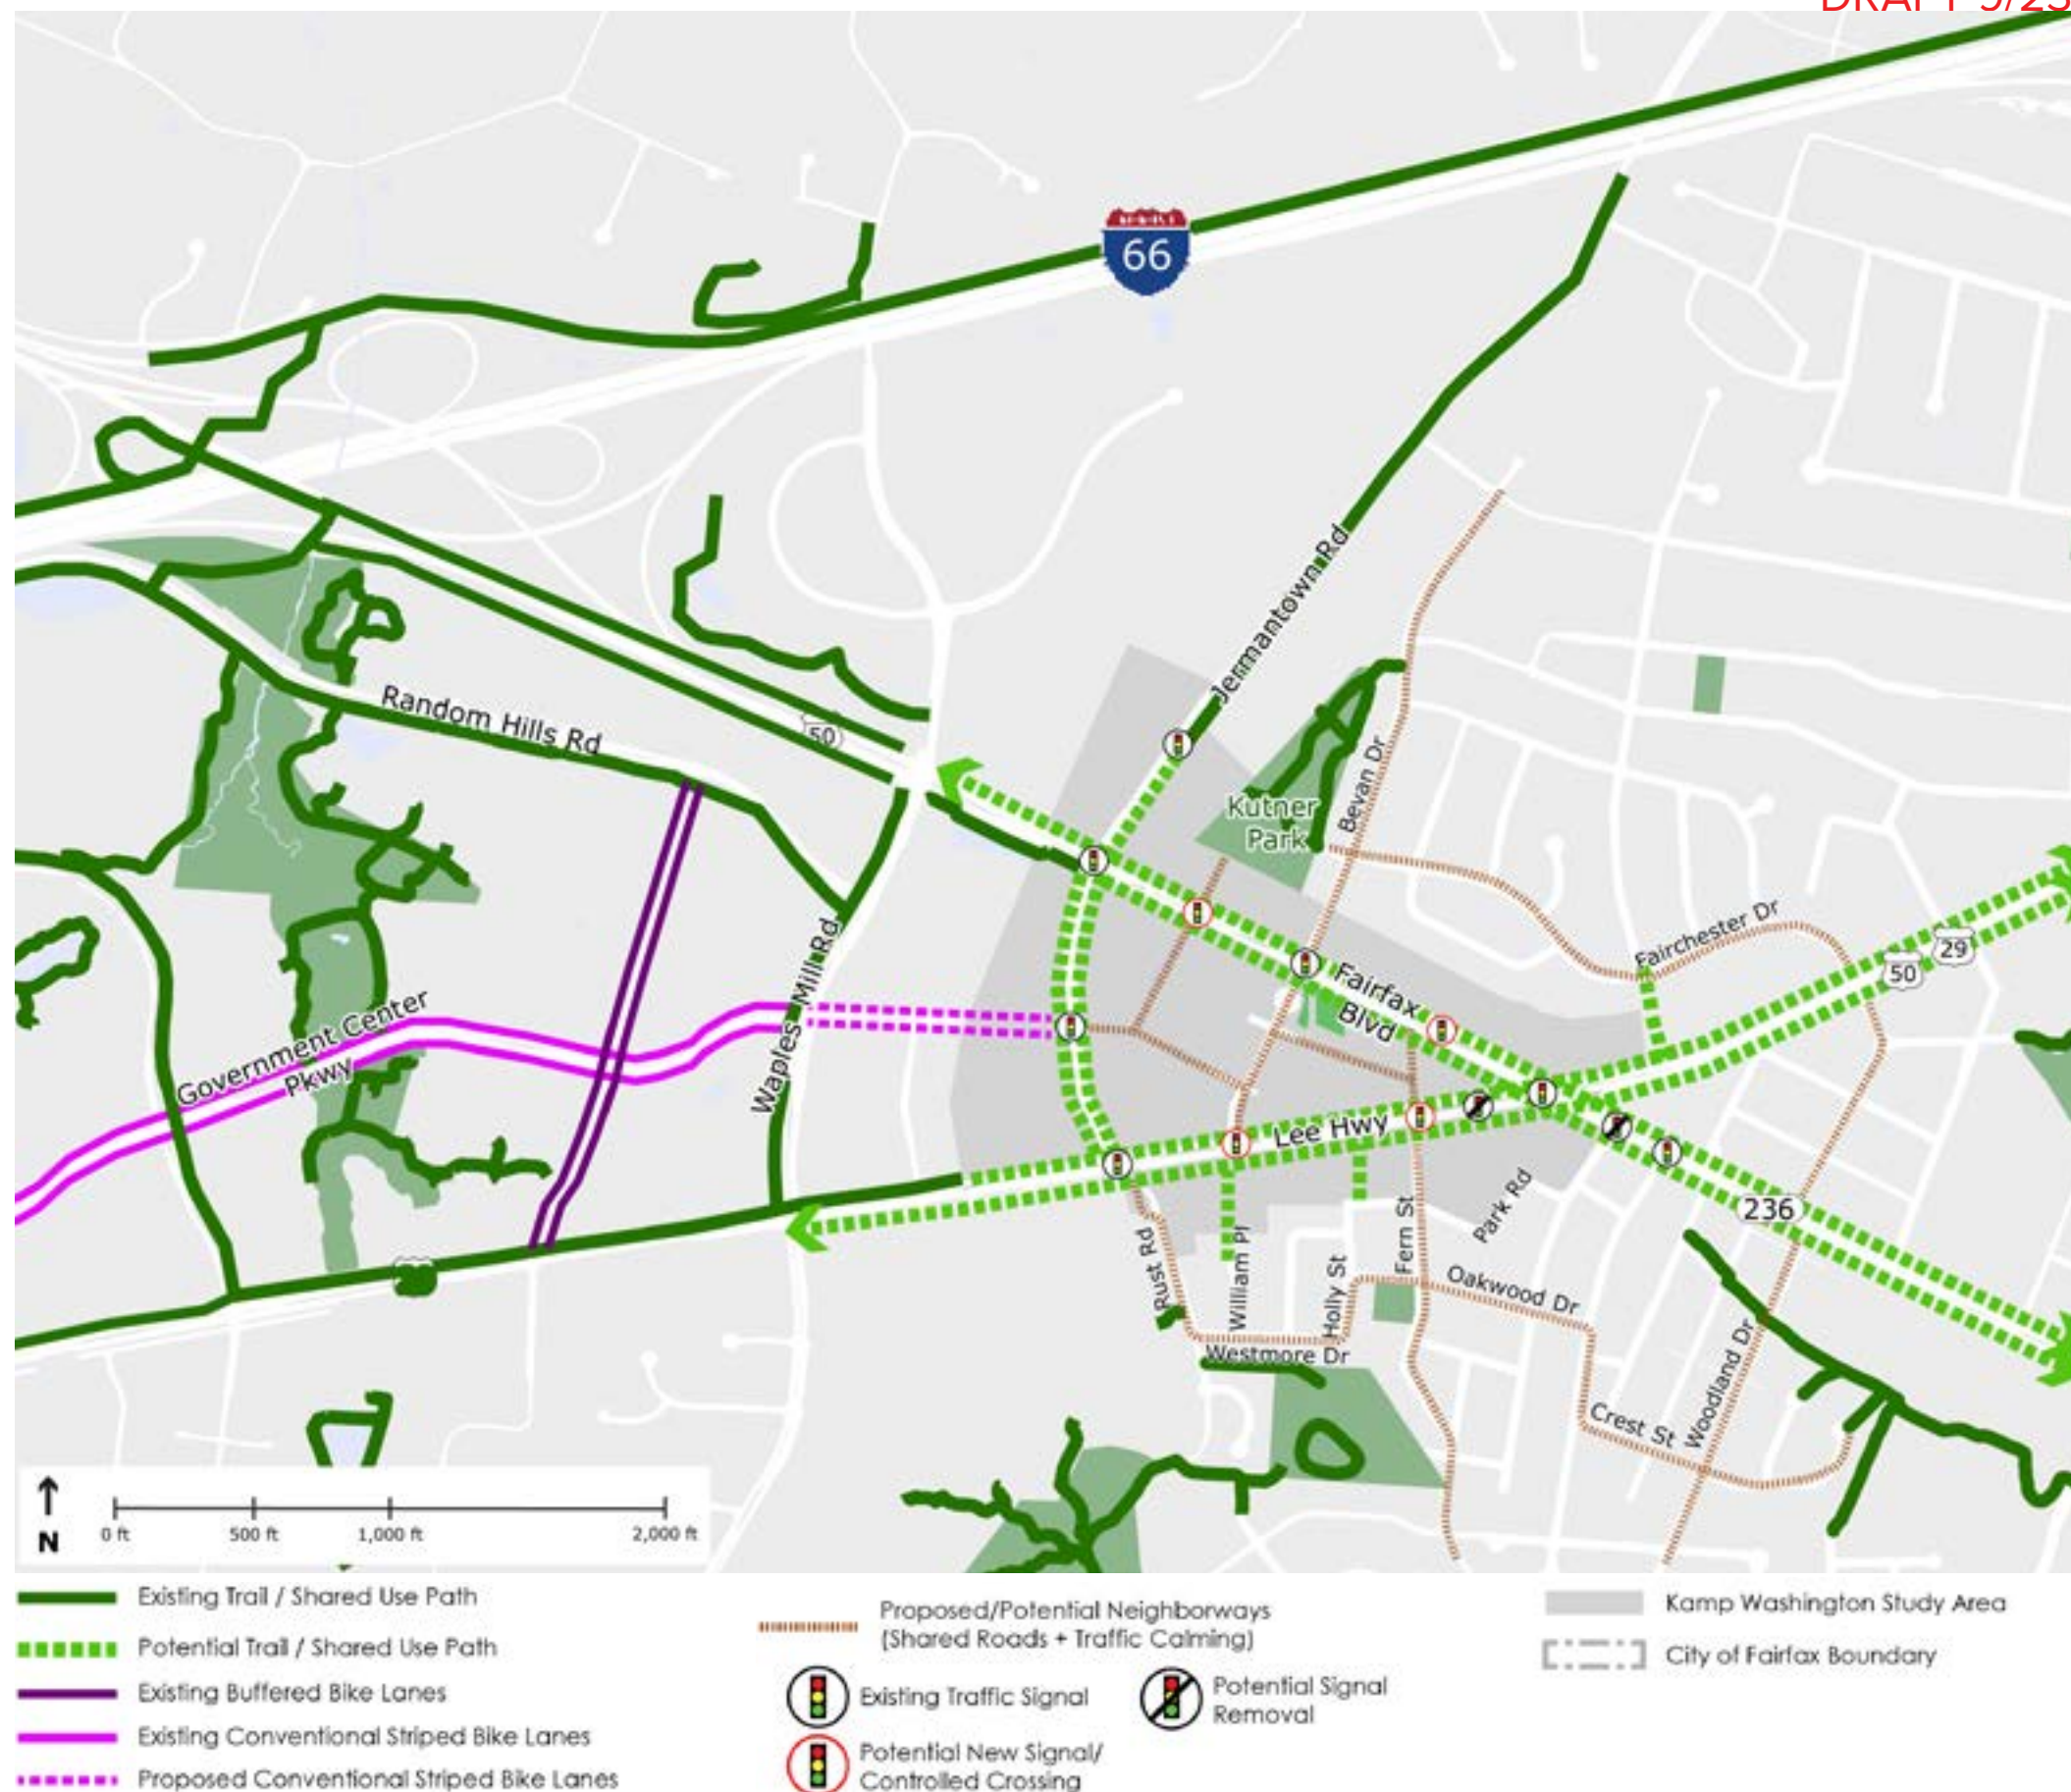 66
Jermantown Rd
Random Hills Rd
50
Kutner
Park
Bevan Dr
Fairchester Dr
29
50
Fairfax
Blvd
Waples Mill Rd
Government Center
Pkwy
Lee Hwy
Park Rd
236
Rust Rd
William Pl
Holly St
Fern St
Oakwood Dr
Westmore Dr
Woodland Dr
Crest St
N
0 ft
500 ft
1,000 ft
2,000 ft
Existing Trail / Shared Use Path
Potential Trail / Shared Use Path
Existing Buffered Bike Lanes
Existing Conventional Striped Bike Lanes
Proposed Conventional Striped Bike Lanes
Proposed/Potential Neighborways
(Shared Roads + Traffic Calming)
Existing Traffic Signal
Potential Signal
Removal
Potential New Signal/
Controlled Crossing
Kamp Washington Study Area
City of Fairfax Boundary